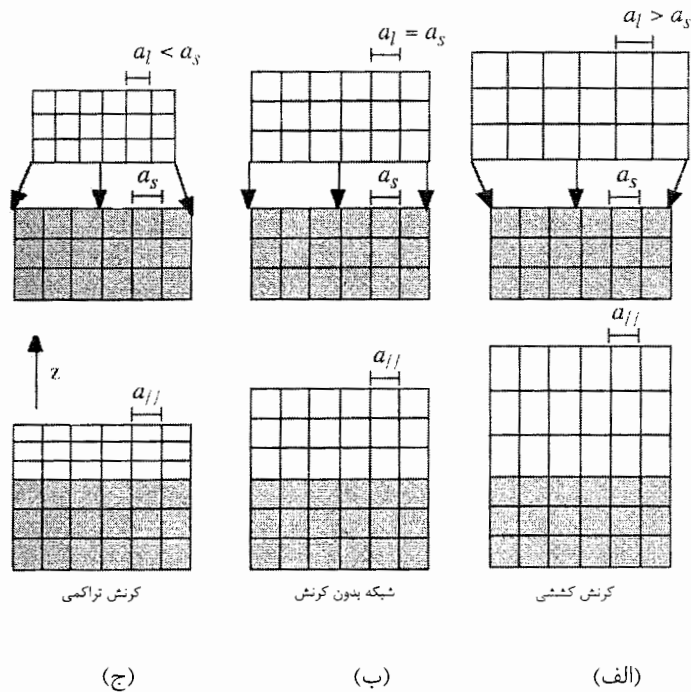 a_l < a_s
a_l = a_s
a_l > a_s
a_s
a_s
a_s
z
a_//
a_//
a_//
کرنش کششی
شبکه بدون کرنش
کرنش تراکمی
(الف)
(ب)
(ج)